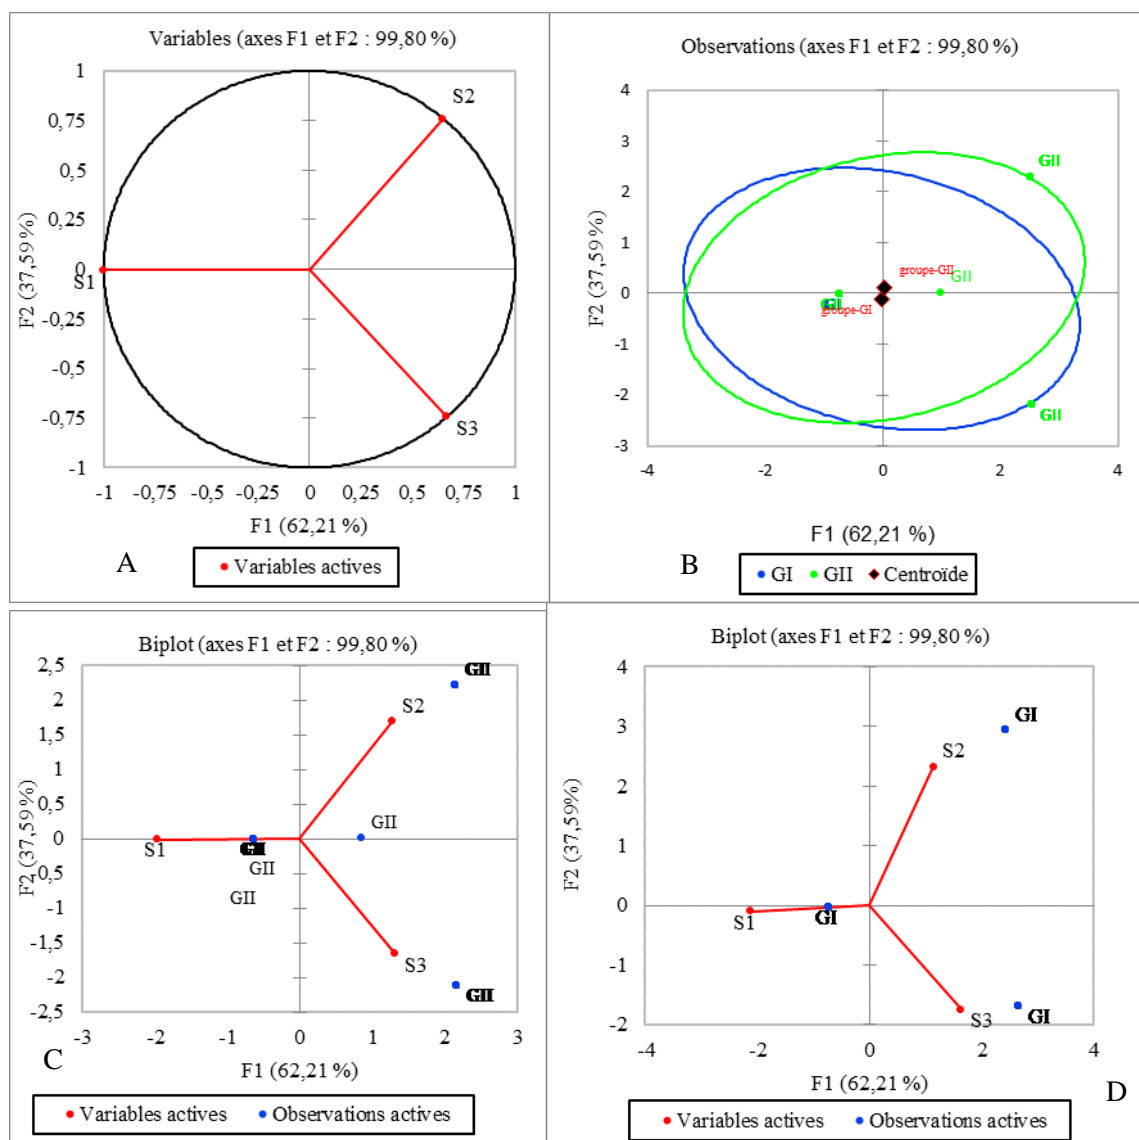 Variables (axes F1 et F2 : 99,80 %)
1
0,75
0,5
0,25
0
-0,25
-0,5
-0,75
-1
F2 (37,59 %)
S2
S1
S3
-1 -0,75 -0,5 -0,25 0 0,25 0,5 0,75 1
F1 (62,21 %)
A
Variables actives
Observations (axes F1 et F2 : 99,80 %)
4
3
2
1
0
-1
-2
-3
F2 (37,59 %)
GII
groupe-GII
GII
groupe-GI
GII
-4 -2 0 2 4
F1 (62,21 %)
B
GI GII Centroïde
Biplot (axes F1 et F2 : 99,80 %)
2,5
2
1,5
1
0,5
0
-0,5
-1
-1,5
-2
-2,5
F2 (37,59 %)
GII
S2
GII
S1
GII
GII
S3
GII
-3 -2 -1 0 1 2 3
C
F1 (62,21 %)
Variables actives Observations actives
Biplot (axes F1 et F2 : 99,80 %)
4
3
2
1
0
-1
-2
F2 (37,59%)
GI
S2
S1
GI
S3
GI
-4 -2 0 2 4
F1 (62,21 %)
D
Variables actives Observations actives